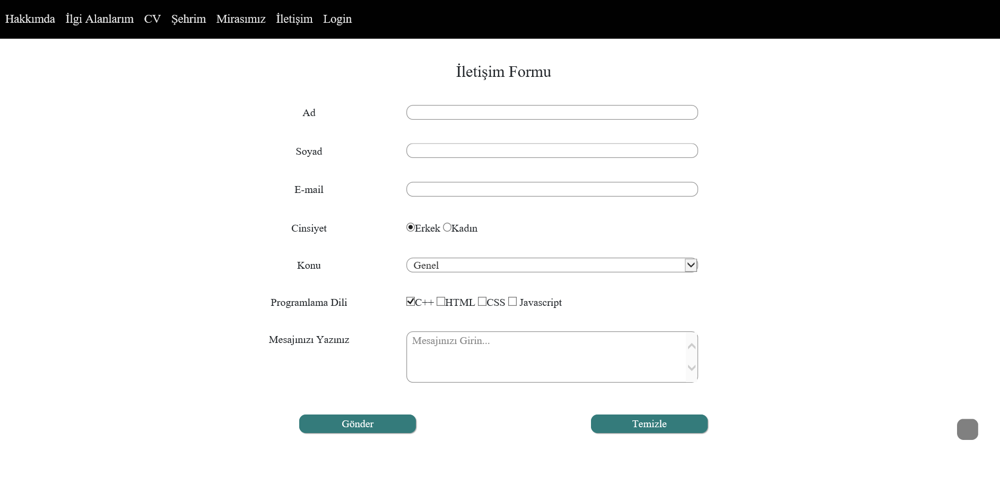 Hakkımda İlgi Alanlarım CV Şehrim Mirasımız İletişim Login
İletişim Formu
Ad
Soyad
E-mail
Cinsiyet Erkek Kadın
Konu Genel
Programlama Dili C++ HTML CSS Javascript
Mesajınızı Yazınız Mesajınızı Girin...
Gönder Temizle